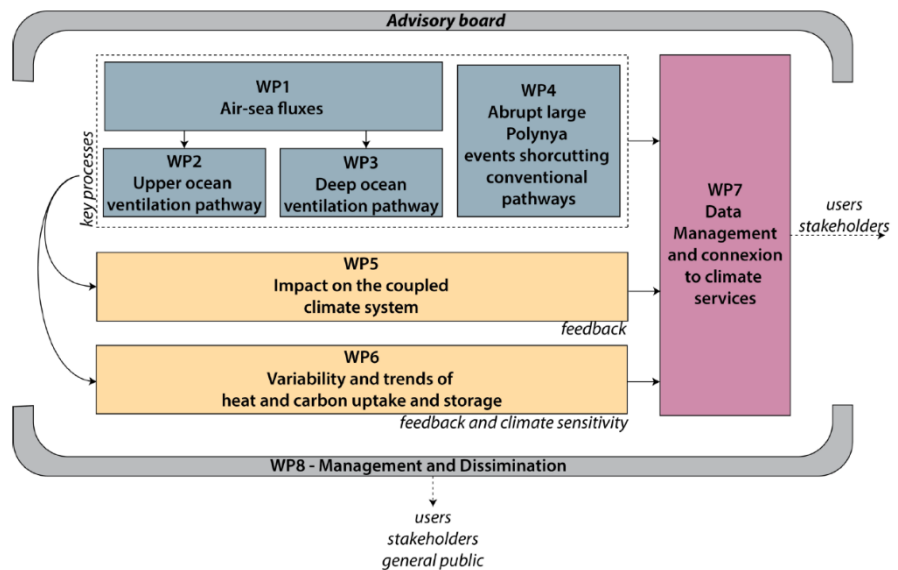 Advisory board
WP1
Air-sea fluxes
WP2
Upper ocean
ventilation pathway
WP3
Deep ocean
ventilation pathway
WP4
Abrupt large
Polynya
events shorcutting
conventional
pathways
key processes
WP5
Impact on the coupled
climate system
feedback
WP6
Variability and trends of
heat and carbon uptake and storage
feedback and climate sensitivity
WP7
Data
Management
and connexion
to climate
services
users
stakeholders
WP8 - Management and Dissimination
users
stakeholders
general public